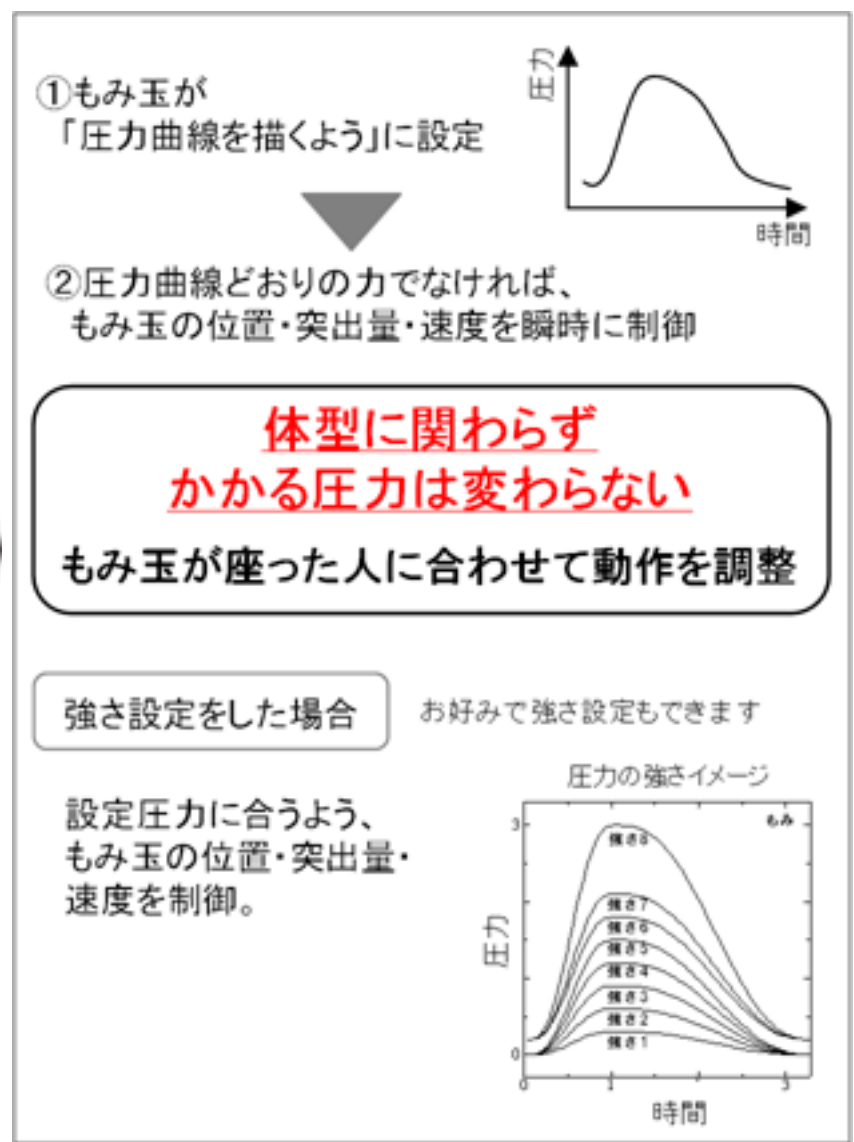 ①もみ玉が
「圧力曲線を描くよう」に設定
圧力
時間
②圧力曲線どおりの力でなければ、
もみ玉の位置・突出量・速度を瞬時に制御
体型に関わらず
かかる圧力は変わらない
もみ玉が座った人に合わせて動作を調整
強さ設定をした場合
お好みで強さ設定もできます
設定圧力に合うよう、
もみ玉の位置・突出量・
速度を制御。
圧力の強さイメージ
もみ
3
強さ8
強さ7
強さ6
強さ5
強さ4
強さ3
強さ2
強さ1
圧力
0
0
1
3
時間